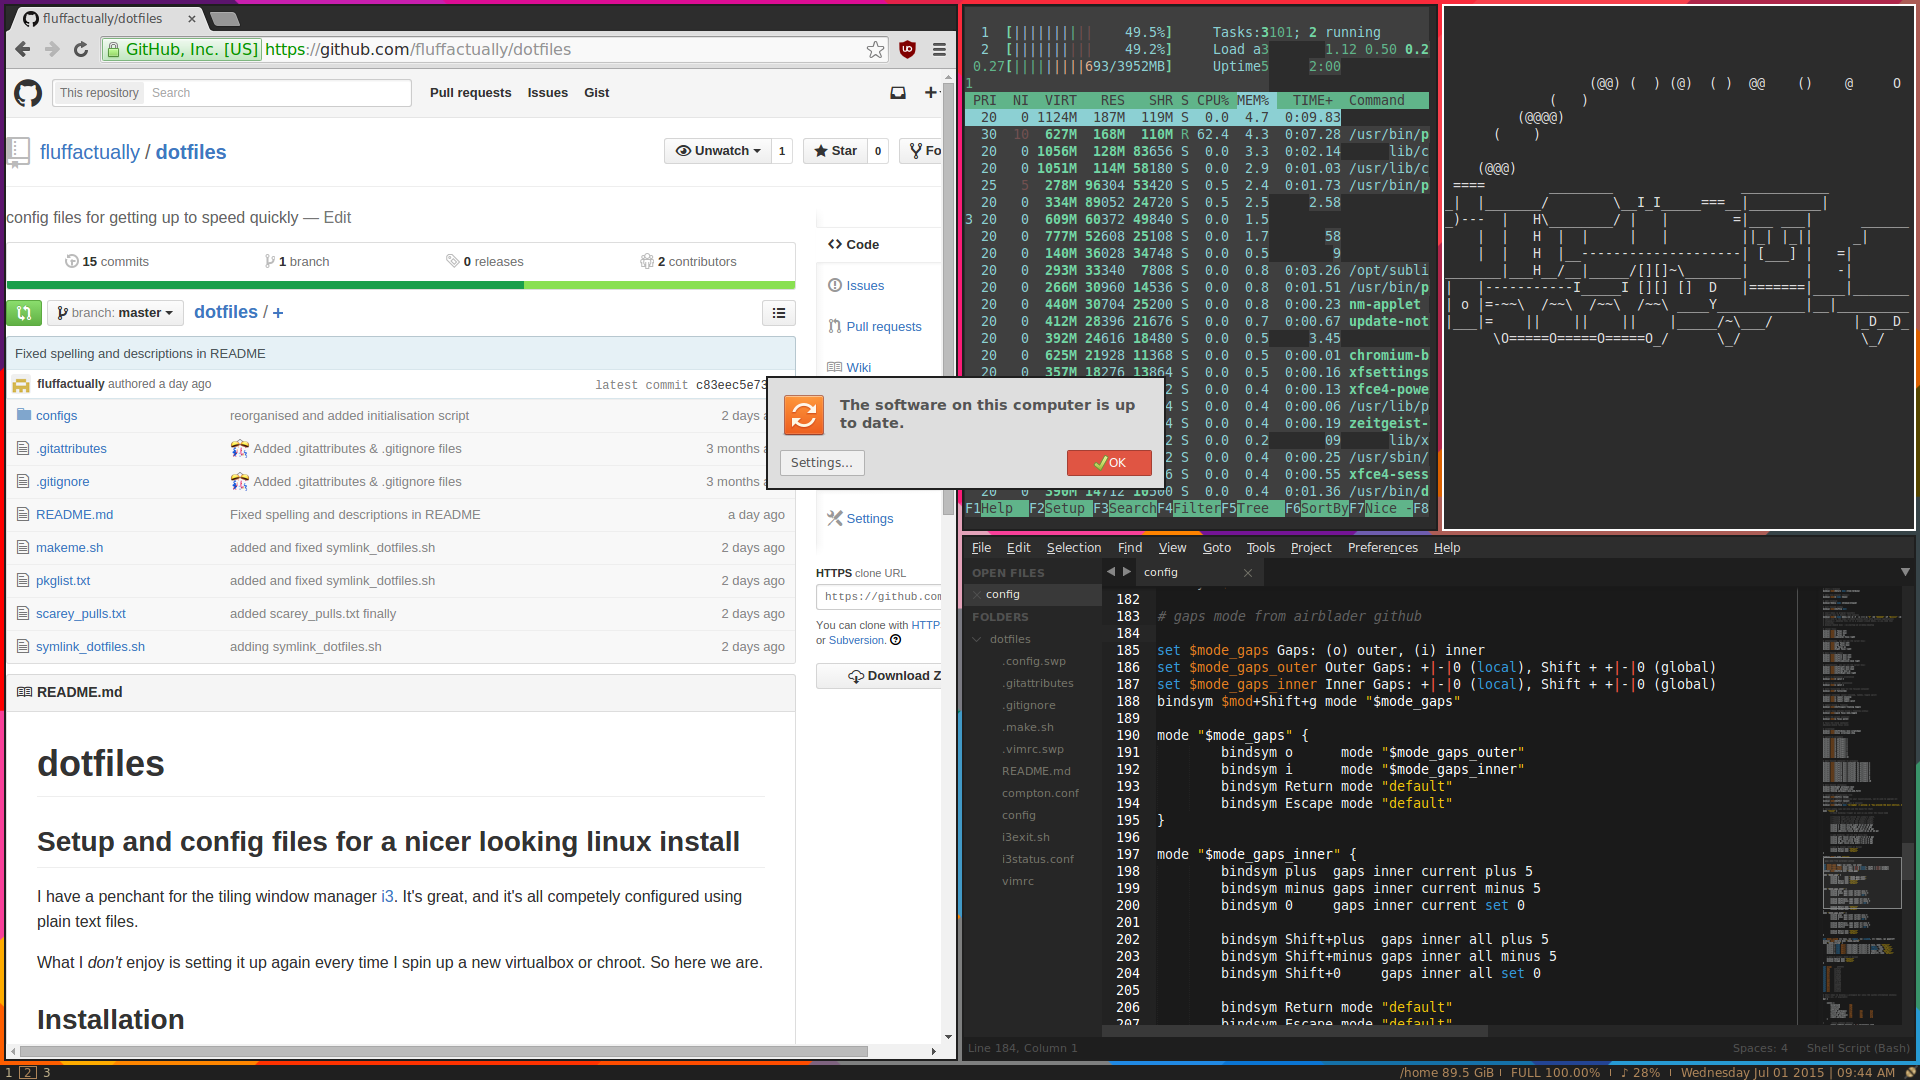 fluffactually/dotfiles
GitHub, Inc. [US] https://github.com/fluffactually/dotfiles
This repository Search Pull requests Issues Gist
fluffactually / dotfiles
Unwatch 1 Star 0 Fo
config files for getting up to speed quickly — Edit
15 commits 1 branch 0 releases 2 contributors
branch: master dotfiles / +
Fixed spelling and descriptions in README
fluffactually authored a day ago latest commit c83eec5e73
configs reorganised and added initialisation script 2 days
.gitattributes Added .gitattributes & .gitignore files 3 months
.gitignore Added .gitattributes & .gitignore files 3 months
README.md Fixed spelling and descriptions in README a day ago
makeme.sh added and fixed symlink_dotfiles.sh 2 days ago
pkglist.txt added and fixed symlink_dotfiles.sh 2 days ago
scarey_pulls.txt added scarey_pulls.txt finally 2 days ago
symlink_dotfiles.sh adding symlink_dotfiles.sh 2 days ago
README.md
dotfiles
Setup and config files for a nicer looking linux install
I have a penchant for the tiling window manager i3. It's great, and it's all competely configured using
plain text files.
What I don't enjoy is setting it up again every time I spin up a new virtualbox or chroot. So here we are.
Installation
Code
Issues
Pull requests
Wiki
Settings
HTTPS clone URL
https://github.com
You can clone with HTTP
or Subversion.
Download Z
The software on this computer is up
to date.
Settings...
OK
1 [ 49.5%] Tasks:3101; 2 running
2 [ 49.2%] Load a3 1.12 0.50 0.2
0.27[ 693/3952MB] Uptime5 2:00
1
PRI NI VIRT RES SHR S CPU% MEM% TIME+ Command
20 0 1124M 187M 119M S 0.0 4.7 0:09.83
30 10 627M 168M 110M R 62.4 4.3 0:07.28 /usr/bin/p
20 0 1056M 128M 83656 S 0.0 3.3 0:02.14 lib/c
20 0 1051M 114M 58180 S 0.0 2.9 0:01.03 /usr/lib/c
25 5 278M 96304 53420 S 0.5 2.4 0:01.73 /usr/bin/p
20 0 334M 89052 24720 S 0.5 2.5 2.58
3 20 0 609M 60372 49840 S 0.0 1.5
20 0 777M 52608 25108 S 0.0 1.7 58
20 0 140M 36028 34748 S 0.0 0.5 9
20 0 293M 33340 7808 S 0.0 0.8 0:03.26 /opt/subli
20 0 266M 30960 14536 S 0.0 0.8 0:01.51 /usr/bin/p
20 0 440M 30704 25200 S 0.0 0.8 0:00.23 nm-applet
20 0 412M 28396 21676 S 0.0 0.7 0:00.67 update-not
20 0 392M 24616 18480 S 0.0 0.5 3.45
20 0 625M 21928 11368 S 0.0 0.5 0:00.01 chromium-b
20 0 357M 18276 13864 S 0.0 0.5 0:00.16 xfsettings
2 S 0.0 0.4 0:00.13 xfce4-powe
4 S 0.0 0.4 0:00.06 /usr/lib/p
4 S 0.0 0.4 0:00.19 zeitgeist-
2 S 0.0 0.2 09 lib/x
4 S 0.0 0.4 0:00.25 /usr/sbin/
6 S 0.0 0.4 0:00.55 xfce4-sess
20 0 390M 14712 10500 S 0.0 0.4 0:01.36 /usr/bin/d
F1Help F2Setup F3Search F4Filter F5Tree F6SortBy F7Nice - F8
File Edit Selection Find View Goto Tools Project Preferences Help
OPEN FILES
config
FOLDERS
dotfiles
.config.swp
.gitattributes
.gitignore
.make.sh
.vimrc.swp
README.md
compton.conf
config
i3exit.sh
i3status.conf
vimrc
config
182
183 # gaps mode from airblader github
184
185 set $mode_gaps Gaps: (o) outer, (i) inner
186 set $mode_gaps_outer Outer Gaps: +|-|0 (local), Shift + +|-|0 (global)
187 set $mode_gaps_inner Inner Gaps: +|-|0 (local), Shift + +|-|0 (global)
188 bindsym $mod+Shift+g mode "$mode_gaps"
189
190 mode "$mode_gaps" {
191 bindsym o mode "$mode_gaps_outer"
192 bindsym i mode "$mode_gaps_inner"
193 bindsym Return mode "default"
194 bindsym Escape mode "default"
195 }
196
197 mode "$mode_gaps_inner" {
198 bindsym plus gaps inner current plus 5
199 bindsym minus gaps inner current minus 5
200 bindsym 0 gaps inner current set 0
201
202 bindsym Shift+plus gaps inner all plus 5
203 bindsym Shift+minus gaps inner all minus 5
204 bindsym Shift+0 gaps inner all set 0
205
206 bindsym Return mode "default"
207 bindsym Escape mode "default"
Line 184, Column 1 Spaces: 4 Shell Script (Bash)
1 2 3 /home 89.5 GiB FULL 100.00% ♪ 28% Wednesday Jul 01 2015 | 09:44 AM